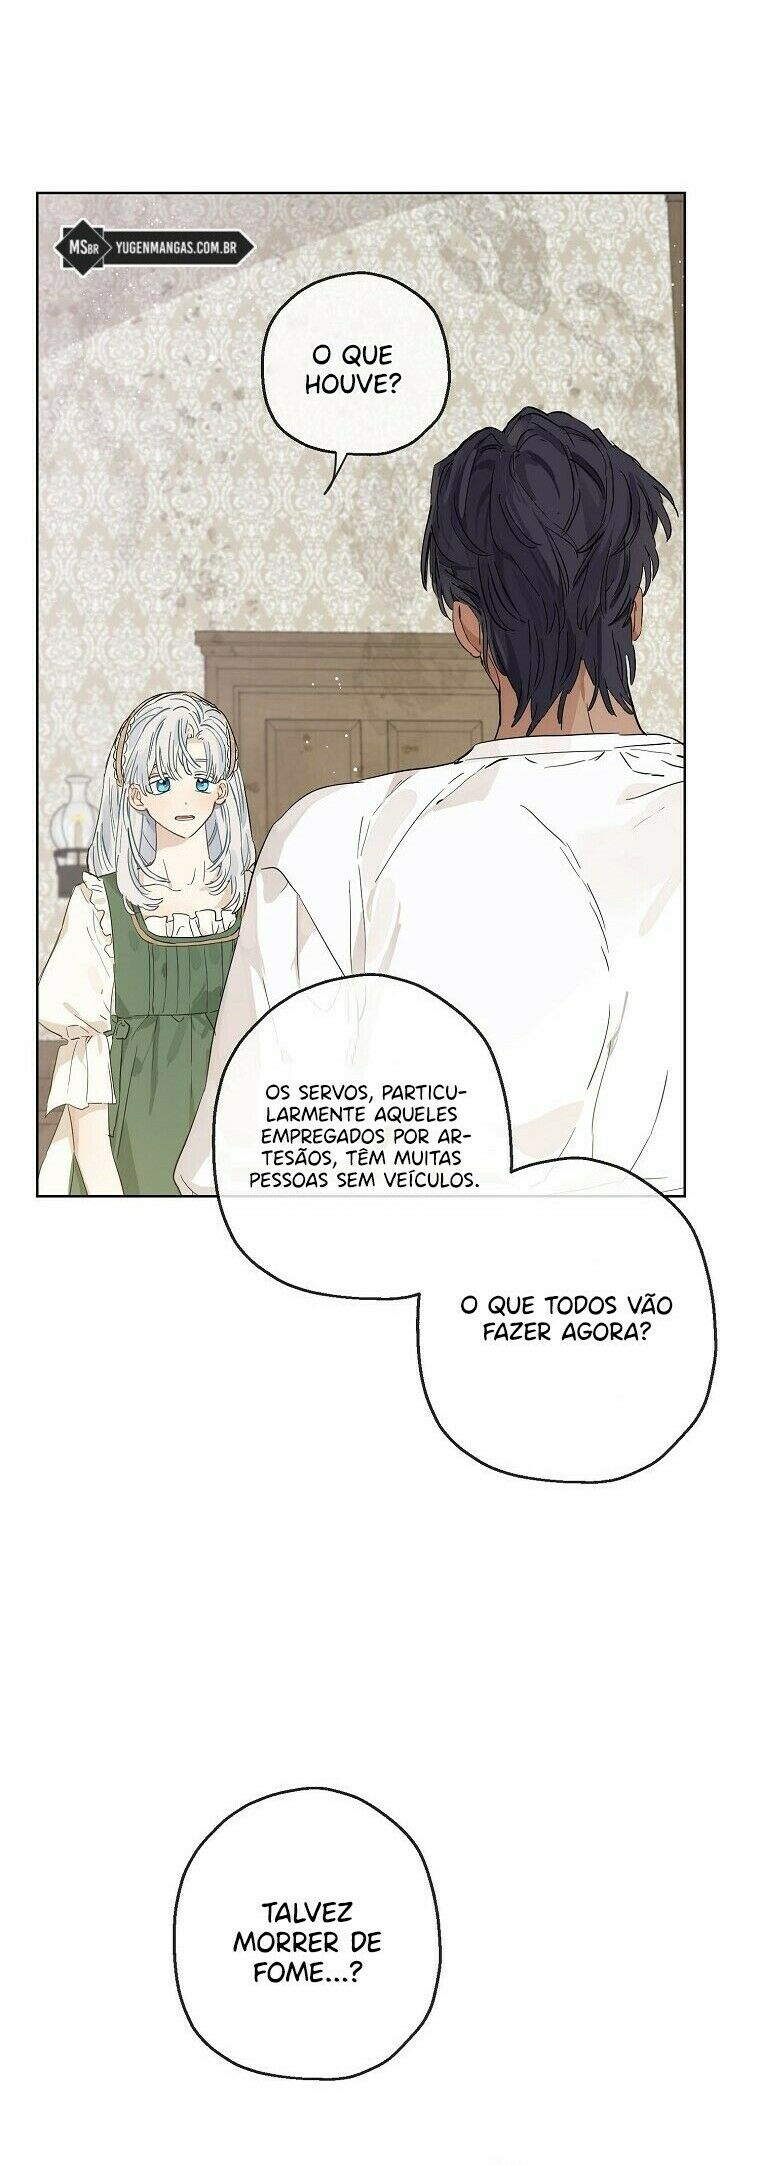 MSBR
YUGENMANGAS.COM.BR
O QUE
HOUVE?
OS SERVOS, PARTICU-
LARMENTE AQUELES
EMPREGADOS POR AR-
TESÃOS, TÊM MUITAS
PESSOAS SEM VEÍCULOS.
O QUE TODOS VÃO
FAZER AGORA?
TALVEZ
MORRER DE
FOME...?